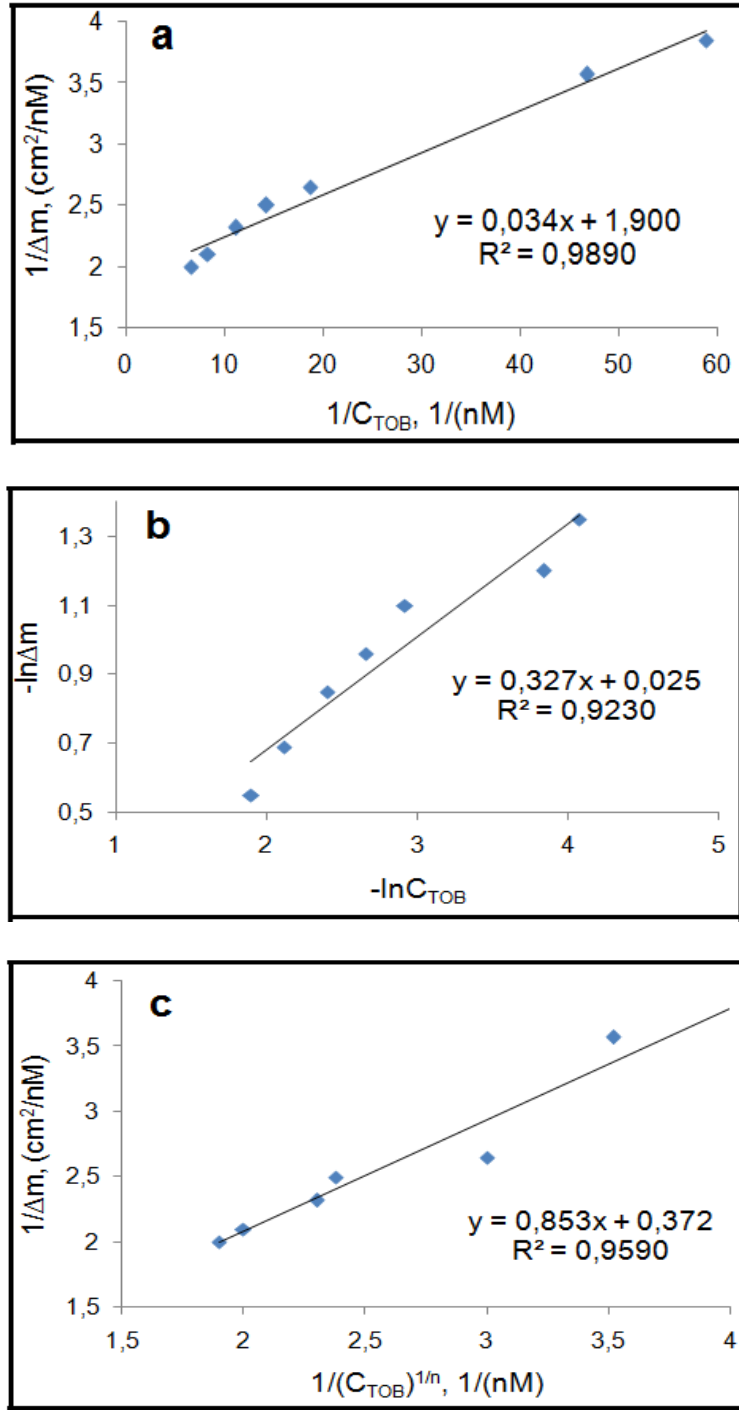 a
4
3,5
3
2,5
2
1,5
1/Δm, (cm²/nM)
y = 0,034x + 1,900
R² = 0,9890
0 10 20 30 40 50 60
1/C_TOB, 1/(nM)
b
1,3
1,1
0,9
0,7
0,5
-lnΔm
y = 0,327x + 0,025
R² = 0,9230
1 2 3 4 5
-lnC_TOB
c
4
3,5
3
2,5
2
1,5
1/Δm, (cm²/nM)
y = 0,853x + 0,372
R² = 0,9590
1,5 2 2,5 3 3,5 4
1/(C_TOB)^1/n, 1/(nM)